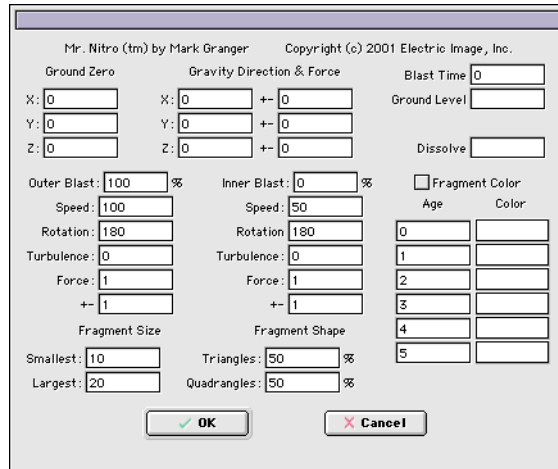 Mr. Nitro (tm) by Mark Granger Copyright (c) 2001 Electric Image, Inc.
Ground Zero Gravity Direction & Force Blast Time 0
X: 0 X: 0 +- 0 Ground Level
Y: 0 Y: 0 +- 0
Z: 0 Z: 0 +- 0 Dissolve
Outer Blast: 100 % Inner Blast: 0 % Fragment Color
Speed: 100 Speed: 50 Age Color
Rotation 180 Rotation 180 0
Turbulence: 0 Turbulence: 0 1
Force: 1 Force: 1 2
+- 1 +- 1 3
Fragment Size Fragment Shape 4
Smallest: 10 Triangles: 50 % 5
Largest: 20 Quadrangles: 50 %
OK Cancel